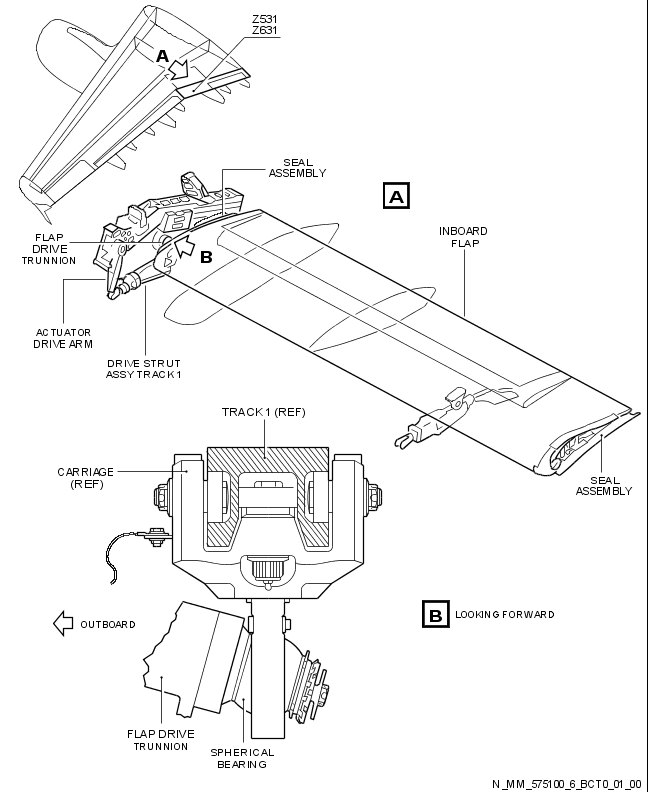 Z531
Z631
A
SEAL
ASSEMBLY
A
FLAP
DRIVE
TRUNNION
B
INBOARD
FLAP
ACTUATOR
DRIVE ARM
DRIVE STRUT
ASSY TRACK 1
TRACK 1 (REF)
CARRIAGE
(REF)
SEAL
ASSEMBLY
OUTBOARD
B LOOKING FORWARD
FLAP DRIVE
TRUNNION
SPHERICAL
BEARING
N_MM_575100_6_BCT0_01_00